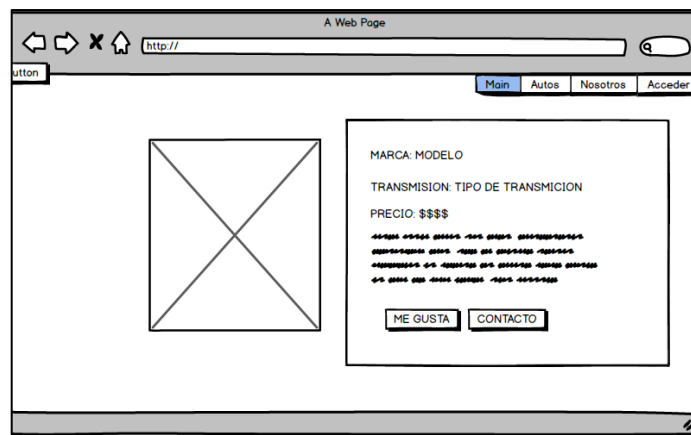 A Web Page
http://
utton
Main Autos Nosotros Acceder
MARCA: MODELO
TRANSMISION: TIPO DE TRANSMICION
PRECIO: $$$$
ME GUSTA CONTACTO